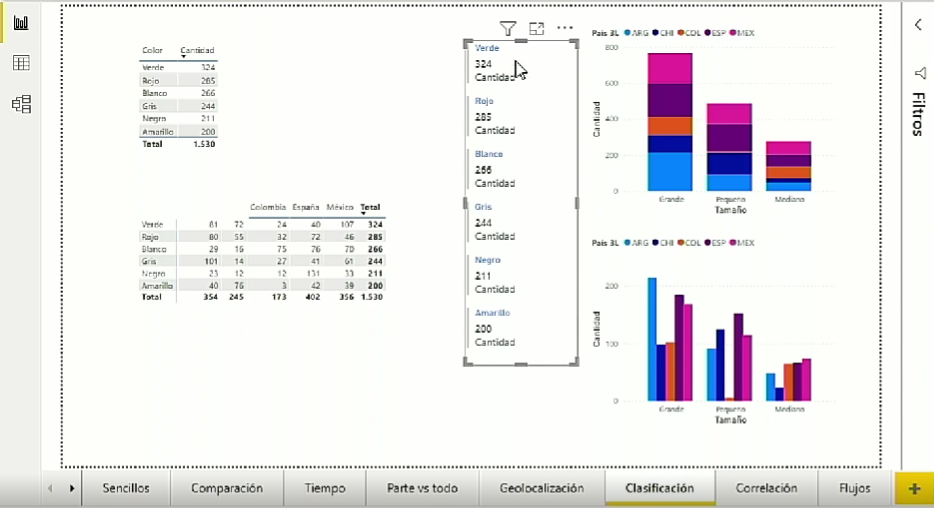 Color Cantidad
Verde 324
Rojo 285
Blanco 266
Gris 244
Negro 211
Amarillo 200
Total 1.530
Colombia España México Total
Verde 81 72 24 40 107 324
Rojo 80 55 32 72 46 285
Blanco 29 16 75 76 70 266
Gris 101 14 27 41 61 244
Negro 23 12 12 131 33 211
Amarillo 40 76 3 42 39 200
Total 354 245 173 402 356 1.530
Verde
324
Cantidad
Rojo
285
Cantidad
Blanco
266
Cantidad
Gris
244
Cantidad
Negro
211
Cantidad
Amarillo
200
Cantidad
País 3L ARG CHI COL ESP MEX
800
600
400
200
0
Cantidad
Grande Pequeno Mediano
Tamaño
País 3L ARG CHI COL ESP MEX
200
100
0
Cantidad
Grande Pequeno Mediano
Tamaño
Filtros
Sencillos Comparación Tiempo Parte vs todo Geolocalización Clasificación Correlación Flujos +